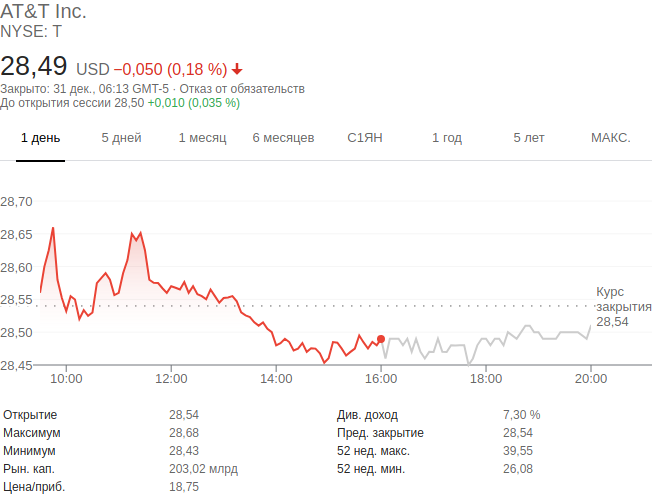 AT&T Inc.
NYSE: T
28,49 USD −0,050 (0,18 %)
Закрыто: 31 дек., 06:13 GMT-5 · Отказ от обязательств
До открытия сессии 28,50 +0,010 (0,035 %)
1 день 5 дней 1 месяц 6 месяцев С1ЯН 1 год 5 лет МАКС.
28,70
28,65
28,60
28,55
28,50
28,45
Курс
закрытия
28,54
10:00 12:00 14:00 16:00 18:00 20:00
Открытие 28,54 Див. доход 7,30 %
Максимум 28,68 Пред. закрытие 28,54
Минимум 28,43 52 нед. макс. 39,55
Рын. кап. 203,02 млрд 52 нед. мин. 26,08
Цена/приб. 18,75